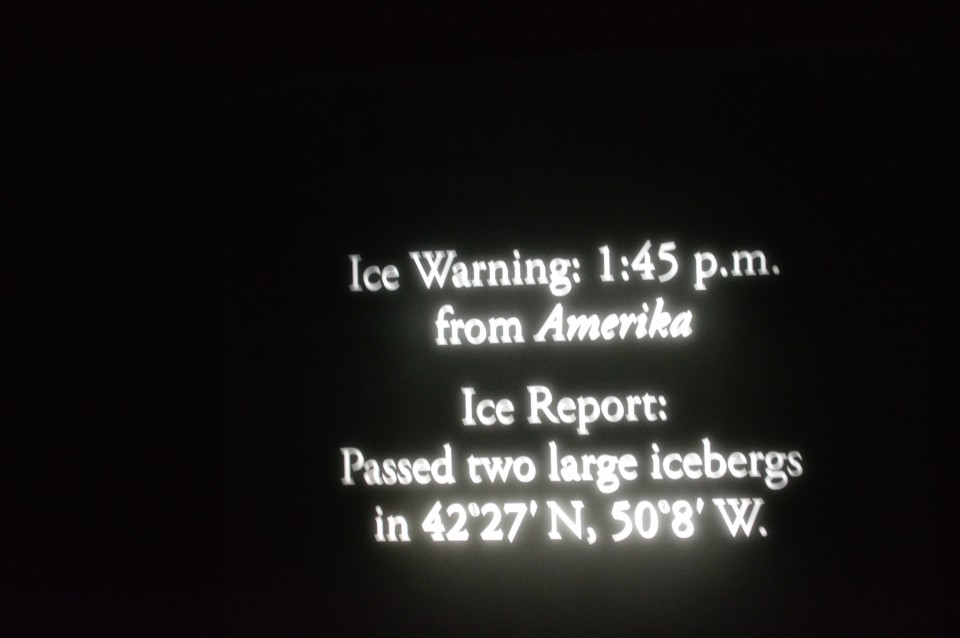 Ice Warning: 1:45 p.m.
from Amerika
Ice Report:
Passed two large icebergs
in 42°27' N, 50°8' W.